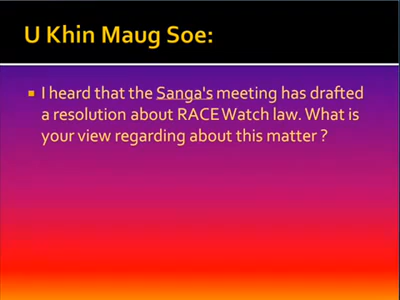 U Khin Maug Soe:
I heard that the Sanga's meeting has drafted
a resolution about RACE Watch law. What is
your view regarding about this matter ?